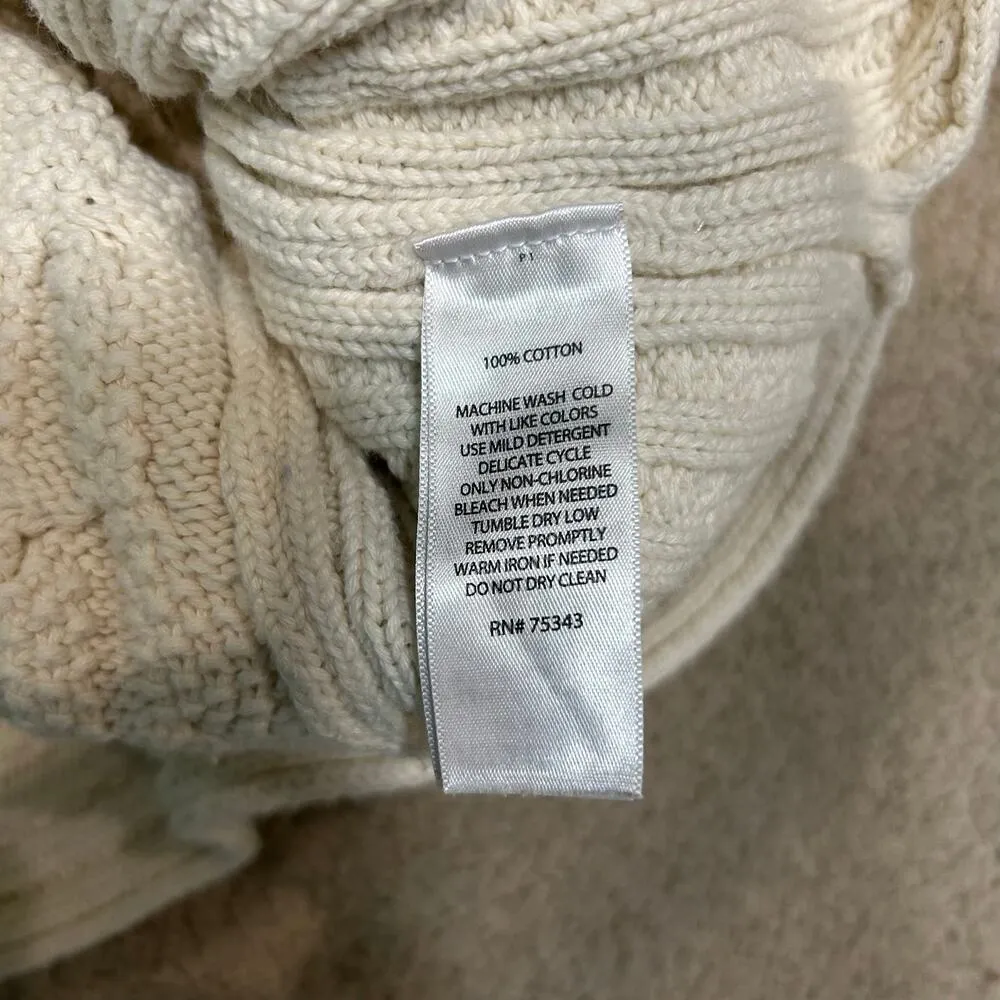 P1
100% COTTON
MACHINE WASH COLD
WITH LIKE COLORS
USE MILD DETERGENT
DELICATE CYCLE
ONLY NON-CHLORINE
BLEACH WHEN NEEDED
TUMBLE DRY LOW
REMOVE PROMPTLY
WARM IRON IF NEEDED
DO NOT DRY CLEAN
RN# 75343